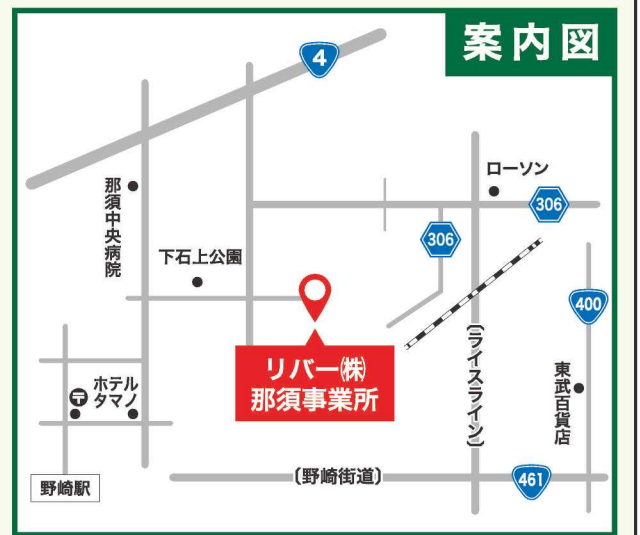 案内図
4
那須中央病院
ローソン
306
306
下石上公園
400
リバー㈱
那須事業所
〔ライスライン〕
東武百貨店
〒
ホテル
タマノ
〔野崎街道〕
461
野崎駅